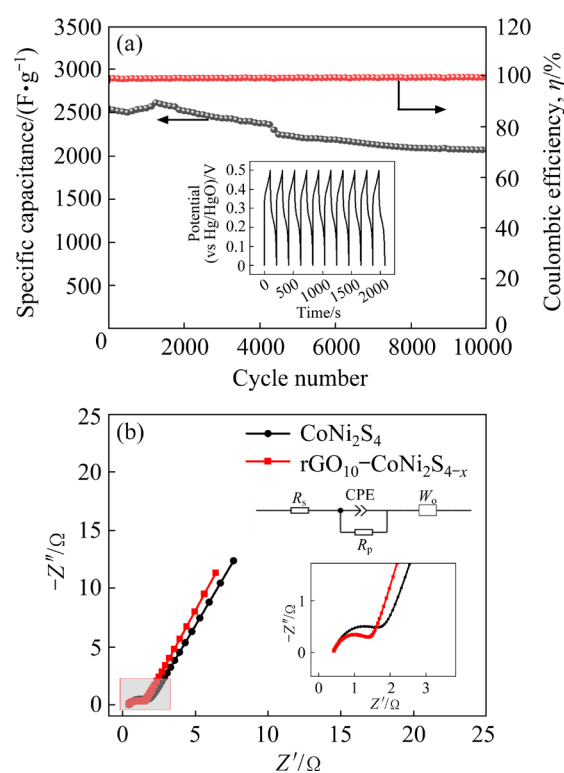 (a)
3500
3000
2500
2000
1500
1000
500
0
Specific capacitance/(F•g⁻¹)
120
100
80
60
40
20
0
Coulombic efficiency, η/%
0.5
0.4
0.3
0.2
0.1
0
Potential
(vs Hg/HgO)/V
0 500 1000 1500 2000
Time/s
2000 4000 6000 8000 10000
Cycle number
(b)
25
20
15
10
5
0
−Z″/Ω
CoNi₂S₄
rGO₁₀−CoNi₂S₄₋ₓ
Rₛ CPE Wₒ
Rₚ
1
0
−Z″/Ω
0 1 2 3
Z′/Ω
0 5 10 15 20 25
Z′/Ω